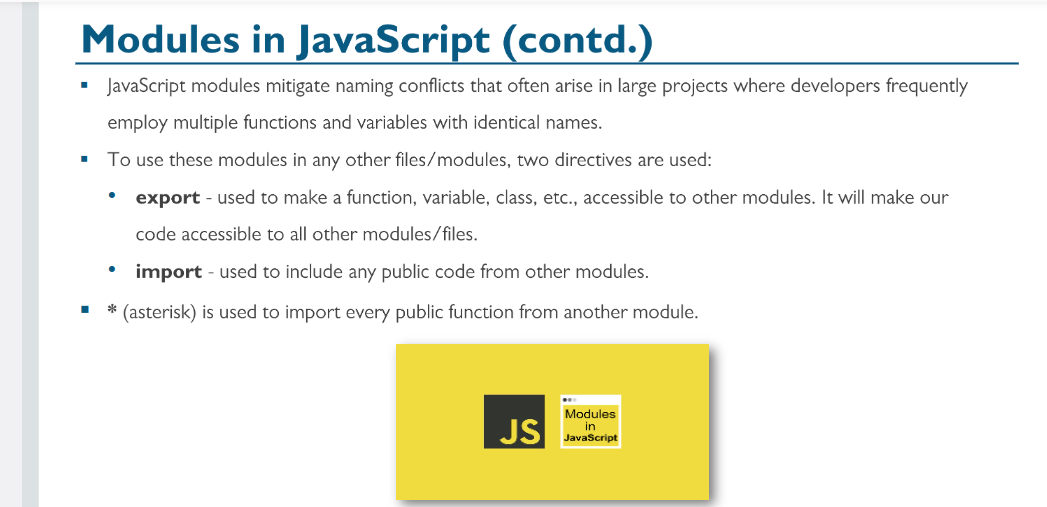 Modules in JavaScript (contd.)
▪ JavaScript modules mitigate naming conflicts that often arise in large projects where developers frequently
employ multiple functions and variables with identical names.
▪ To use these modules in any other files/modules, two directives are used:
• export - used to make a function, variable, class, etc., accessible to other modules. It will make our
code accessible to all other modules/files.
• import - used to include any public code from other modules.
▪ * (asterisk) is used to import every public function from another module.
JS
Modules
in
JavaScript